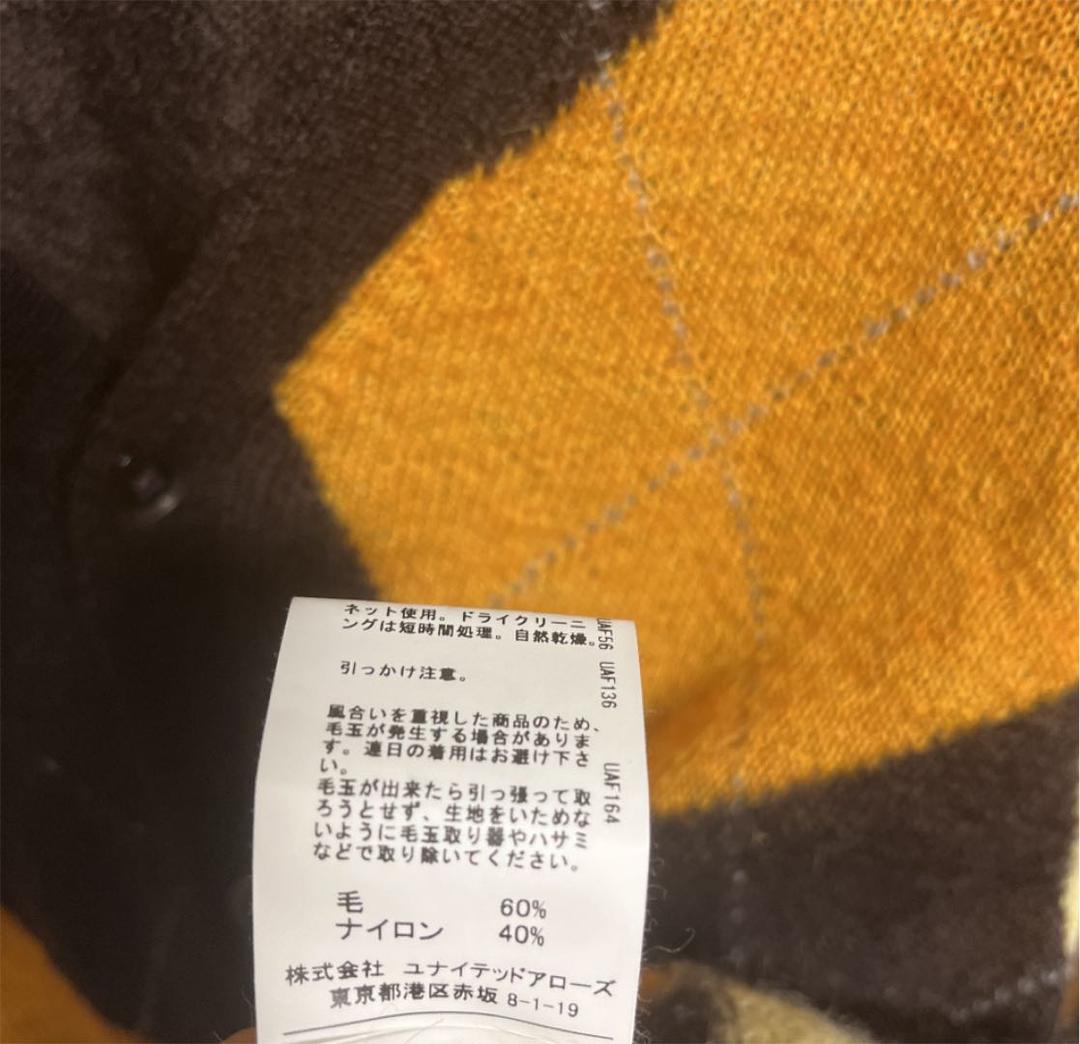 ネット使用。ドライクリーニ
ングは短時間処理。自然乾燥。
引っかけ注意。
風合いを重視した商品のため、
毛玉が発生する場合がありま
す。連日の着用はお避け下さ
い。
毛玉が出来たら引っ張って取
ろうとせず、生地をいためな
いように毛玉取り器やハサミ
などで取り除いてください。
毛 60%
ナイロン 40%
株式会社 ユナイテッドアローズ
東京都港区赤坂 8-1-19
UAF56 UAF136 UAF164